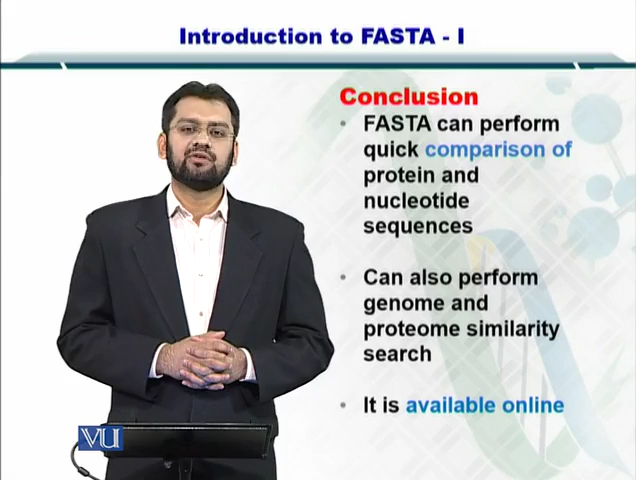 Introduction to FASTA - I
Conclusion
• FASTA can perform
quick comparison of
protein and
nucleotide
sequences
• Can also perform
genome and
proteome similarity
search
• It is available online
VU